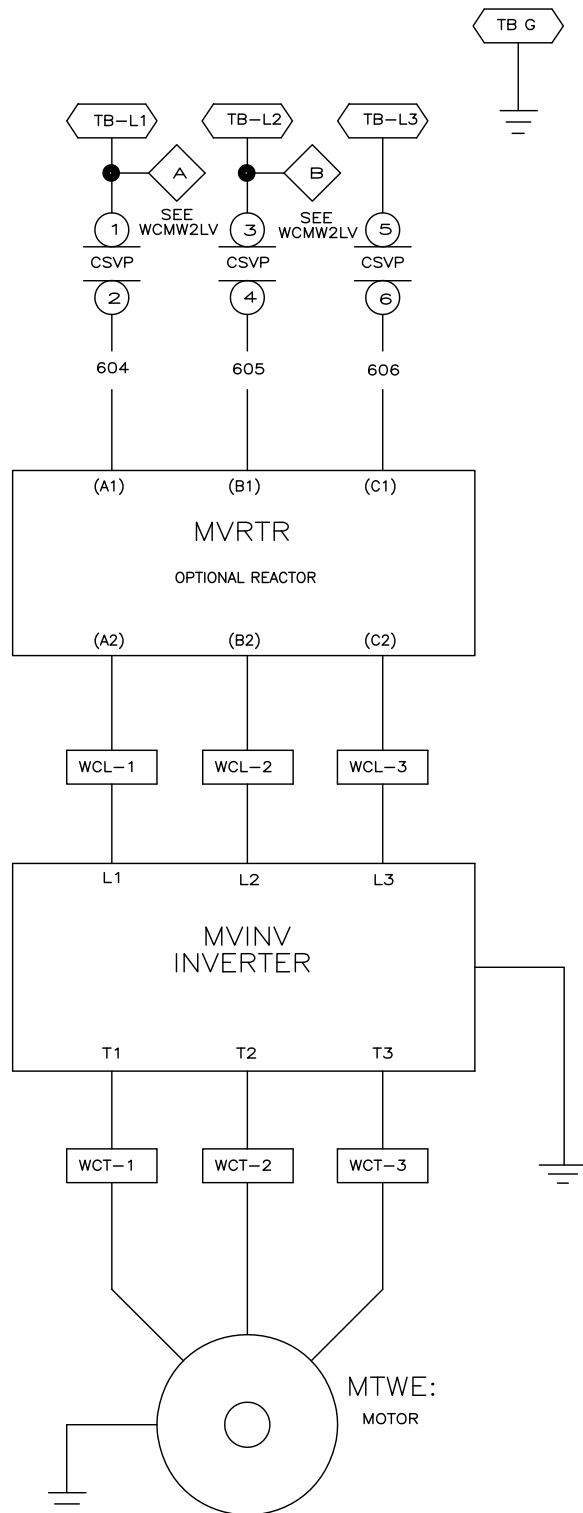 TB G
TB-L1 TB-L2 TB-L3
A B
SEE WCMW2LV
SEE WCMW2LV
1 3 5
CSVP CSVP CSVP
2 4 6
604 605 606
(A1) (B1) (C1)
MVRTR
OPTIONAL REACTOR
(A2) (B2) (C2)
WCL-1 WCL-2 WCL-3
L1 L2 L3
MVINV
INVERTER
T1 T2 T3
WCT-1 WCT-2 WCT-3
MTWE:
MOTOR